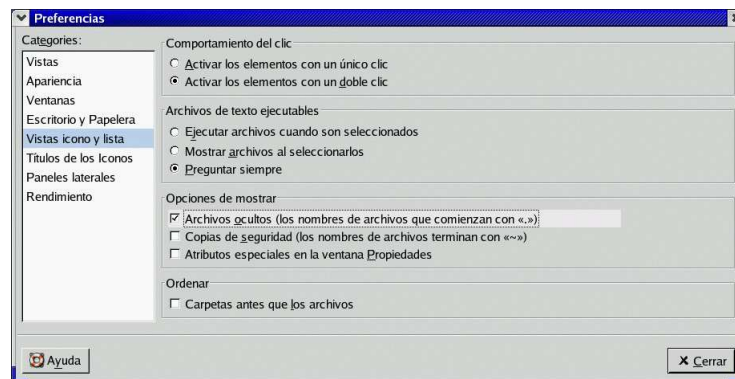 Preferencias
Categories:
Vistas
Apariencia
Ventanas
Escritorio y Papelera
Vistas icono y lista
Títulos de los Iconos
Paneles laterales
Rendimiento
Comportamiento del clic
Activar los elementos con un único clic
Activar los elementos con un doble clic
Archivos de texto ejecutables
Ejecutar archivos cuando son seleccionados
Mostrar archivos al seleccionarlos
Preguntar siempre
Opciones de mostrar
Archivos ocultos (los nombres de archivos que comienzan con «.»)
Copias de seguridad (los nombres de archivos terminan con «~»)
Atributos especiales en la ventana Propiedades
Ordenar
Carpetas antes que los archivos
Ayuda
Cerrar